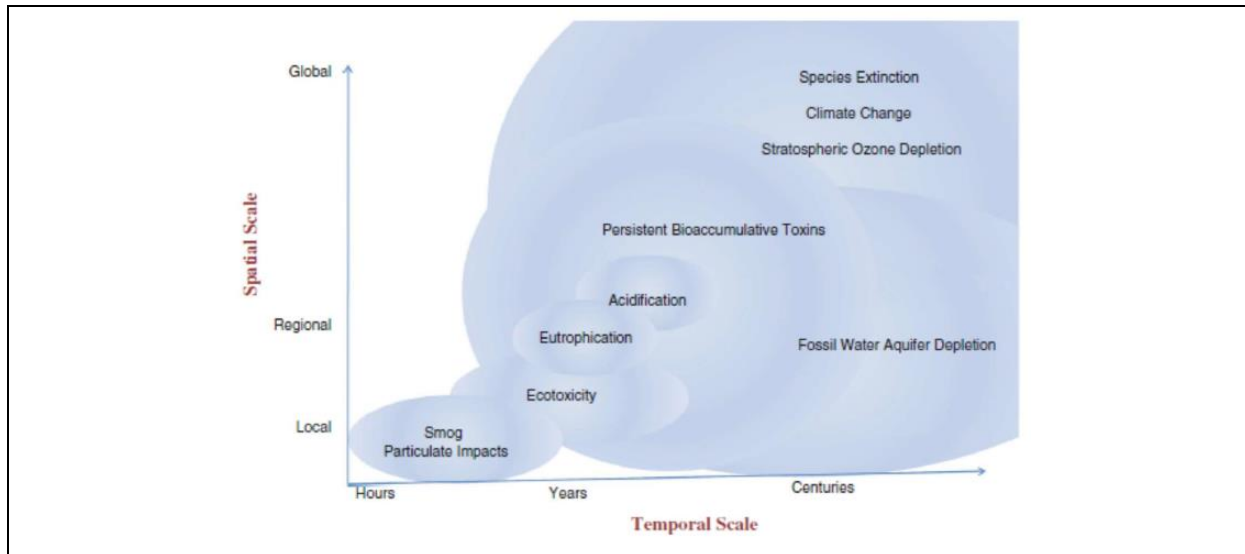 Global
Species Extinction
Climate Change
Stratospheric Ozone Depletion
Spatial Scale
Persistent Bioaccumulative Toxins
Acidification
Regional
Eutrophication
Fossil Water Aquifer Depletion
Ecotoxicity
Local
Smog
Particulate Impacts
Hours
Years
Centuries
Temporal Scale